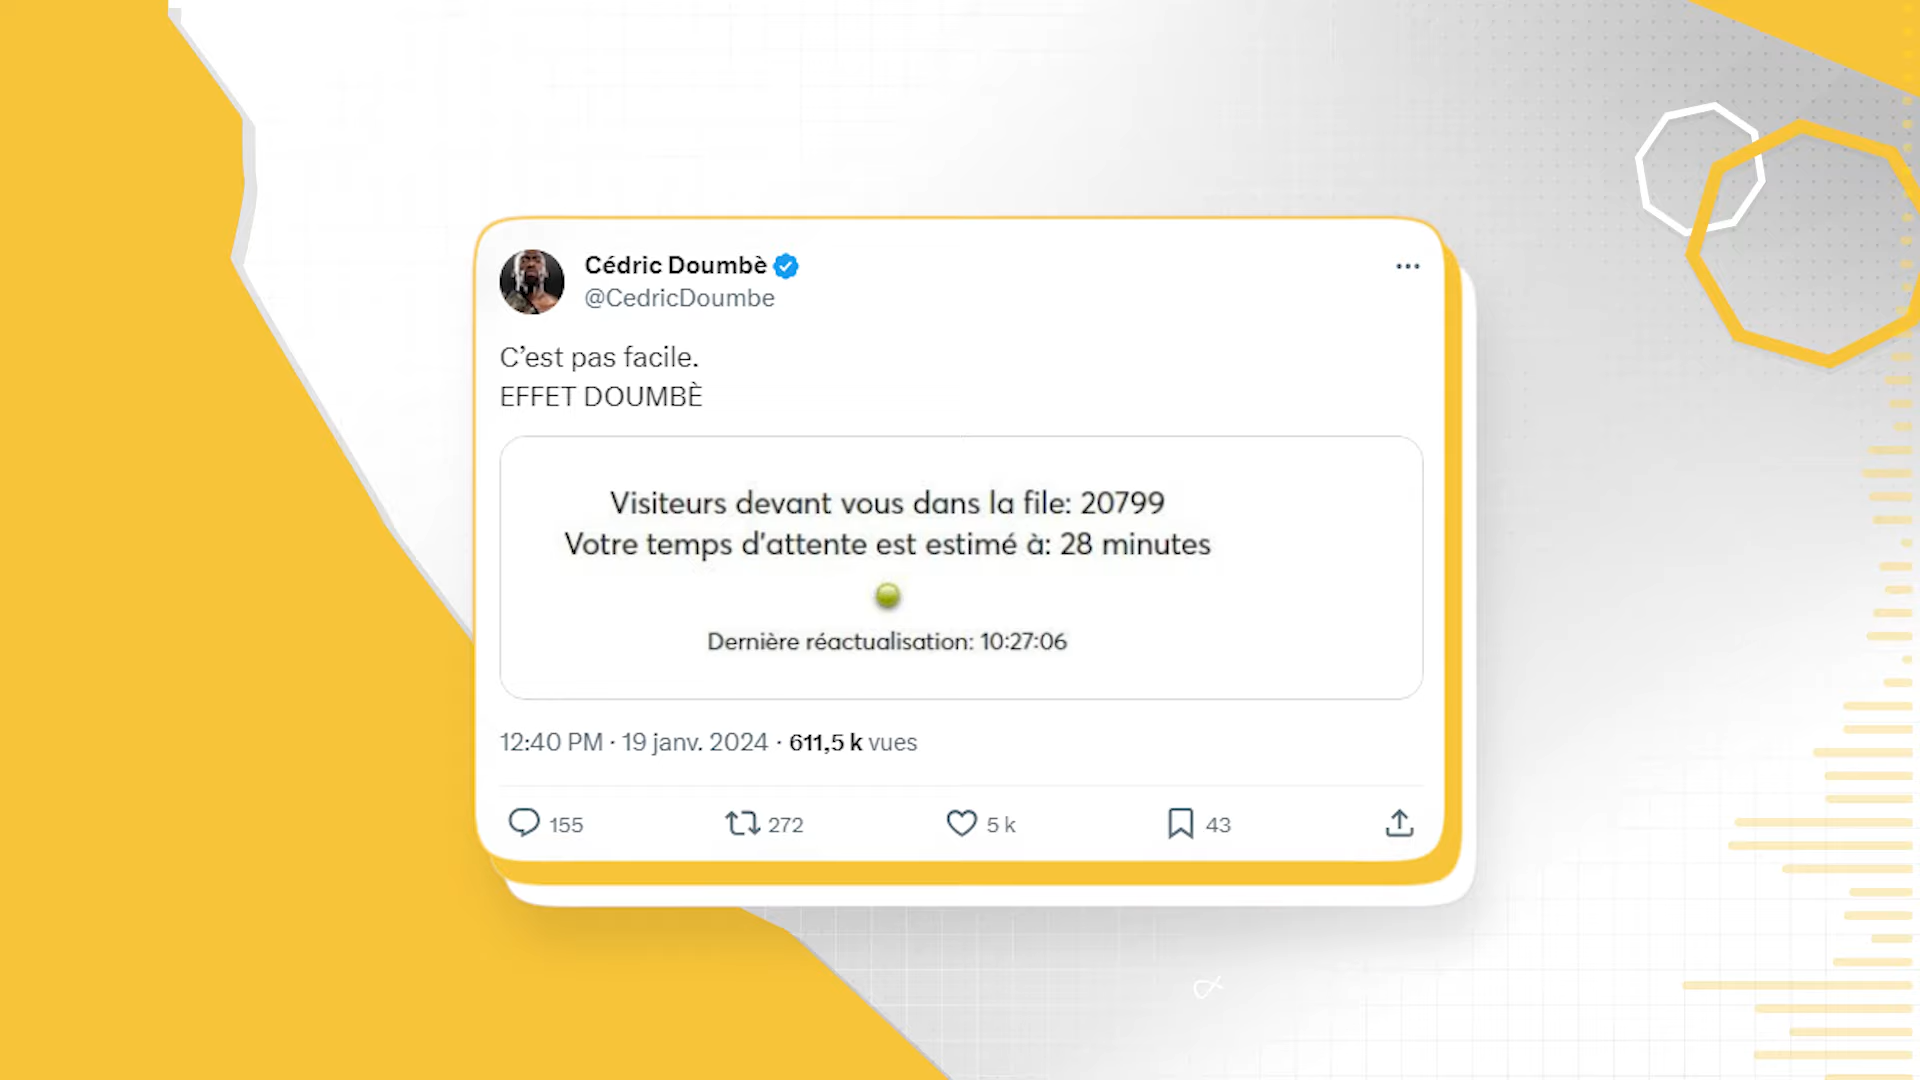 Cédric Doumbè
@CedricDoumbe
C’est pas facile.
EFFET DOUMBÈ
Visiteurs devant vous dans la file: 20799
Votre temps d'attente est estimé à: 28 minutes
Dernière réactualisation: 10:27:06
12:40 PM · 19 janv. 2024 · 611,5 k vues
155 272 5 k 43